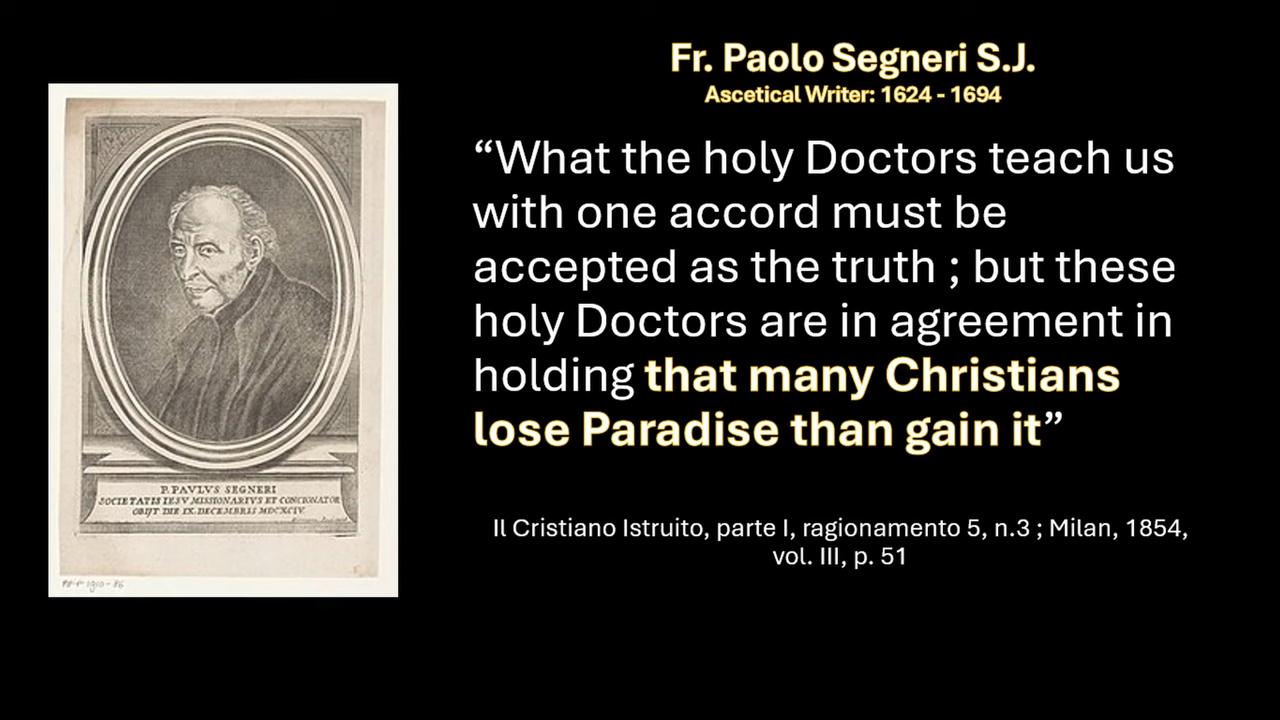 Fr. Paolo Segneri S.J.
Ascetical Writer: 1624 - 1694
“What the holy Doctors teach us
with one accord must be
accepted as the truth ; but these
holy Doctors are in agreement in
holding that many Christians
lose Paradise than gain it”
Il Cristiano Istruito, parte I, ragionamento 5, n.3 ; Milan, 1854,
vol. III, p. 51
P. PAVLVS SEGNERI
SOCIETATIS IESV MISSIONARIVS ET CONCIONATOR
OBIJT DIE IX. DECEMBRIS MDCXCIV.